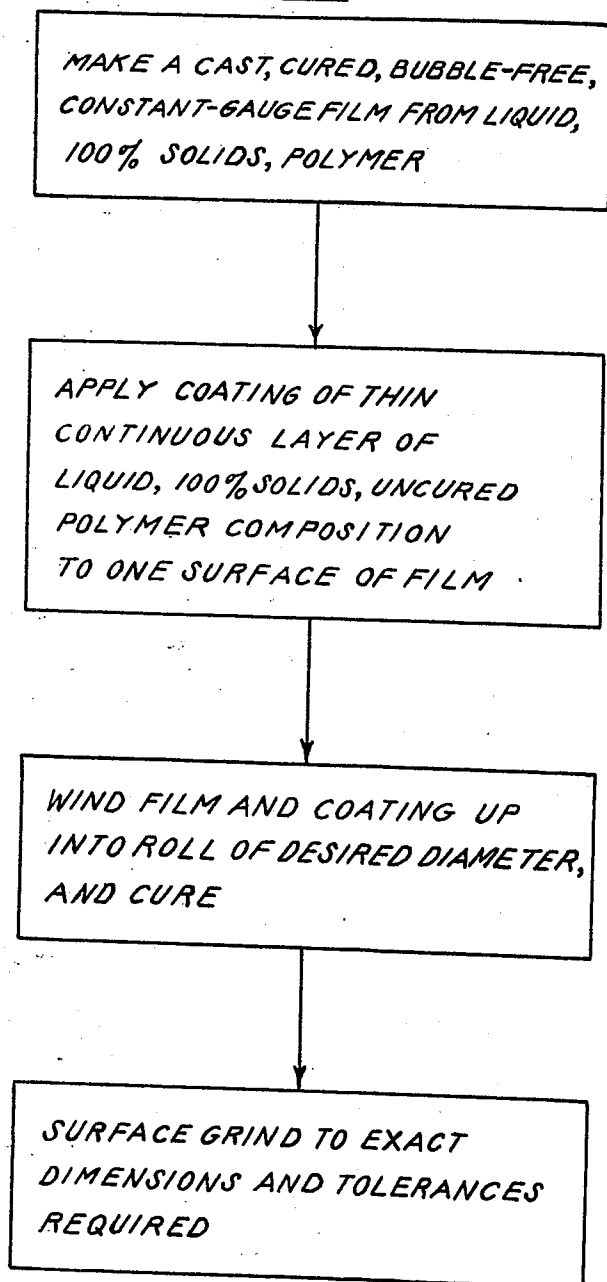 MAKE A CAST, CURED, BUBBLE-FREE,
CONSTANT-GAUGE FILM FROM LIQUID,
100% SOLIDS, POLYMER
APPLY COATING OF THIN
CONTINUOUS LAYER OF
LIQUID, 100% SOLIDS, UNCURED
POLYMER COMPOSITION
TO ONE SURFACE OF FILM
WIND FILM AND COATING UP
INTO ROLL OF DESIRED DIAMETER,
AND CURE
SURFACE GRIND TO EXACT
DIMENSIONS AND TOLERANCES
REQUIRED